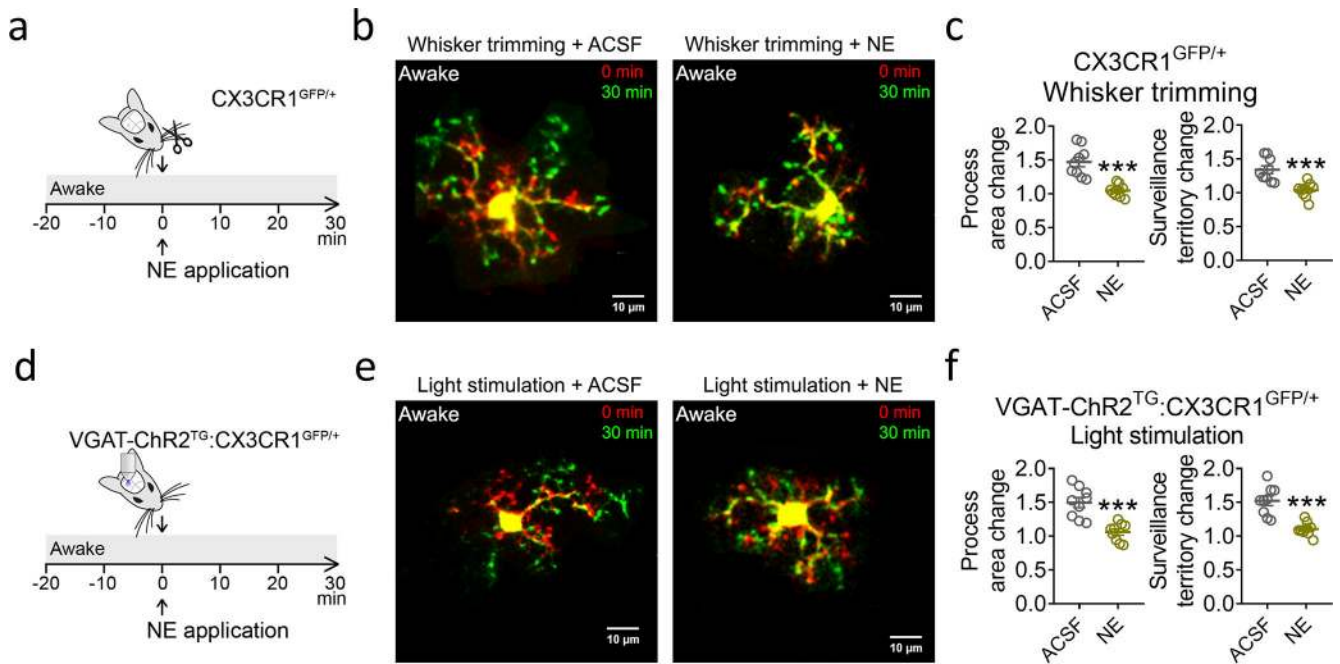 a
CX3CR1GFP/+
Awake
-20 -10 0 10 20 30
min
NE application
b
Whisker trimming + ACSF
Awake
0 min
30 min
10 µm
Whisker trimming + NE
Awake
0 min
30 min
10 µm
c
CX3CR1GFP/+
Whisker trimming
Process
area change
2.0
1.5
1.0
0.5
0.0
***
ACSF NE
Surveillance
territory change
2.0
1.5
1.0
0.5
0.0
***
ACSF NE
d
VGAT-ChR2TG:CX3CR1GFP/+
Awake
-20 -10 0 10 20 30
min
NE application
e
Light stimulation + ACSF
Awake
0 min
30 min
10 µm
Light stimulation + NE
Awake
0 min
30 min
10 µm
f
VGAT-ChR2TG:CX3CR1GFP/+
Light stimulation
Process
area change
2.0
1.5
1.0
0.5
0.0
***
ACSF NE
Surveillance
territory change
2.0
1.5
1.0
0.5
0.0
***
ACSF NE